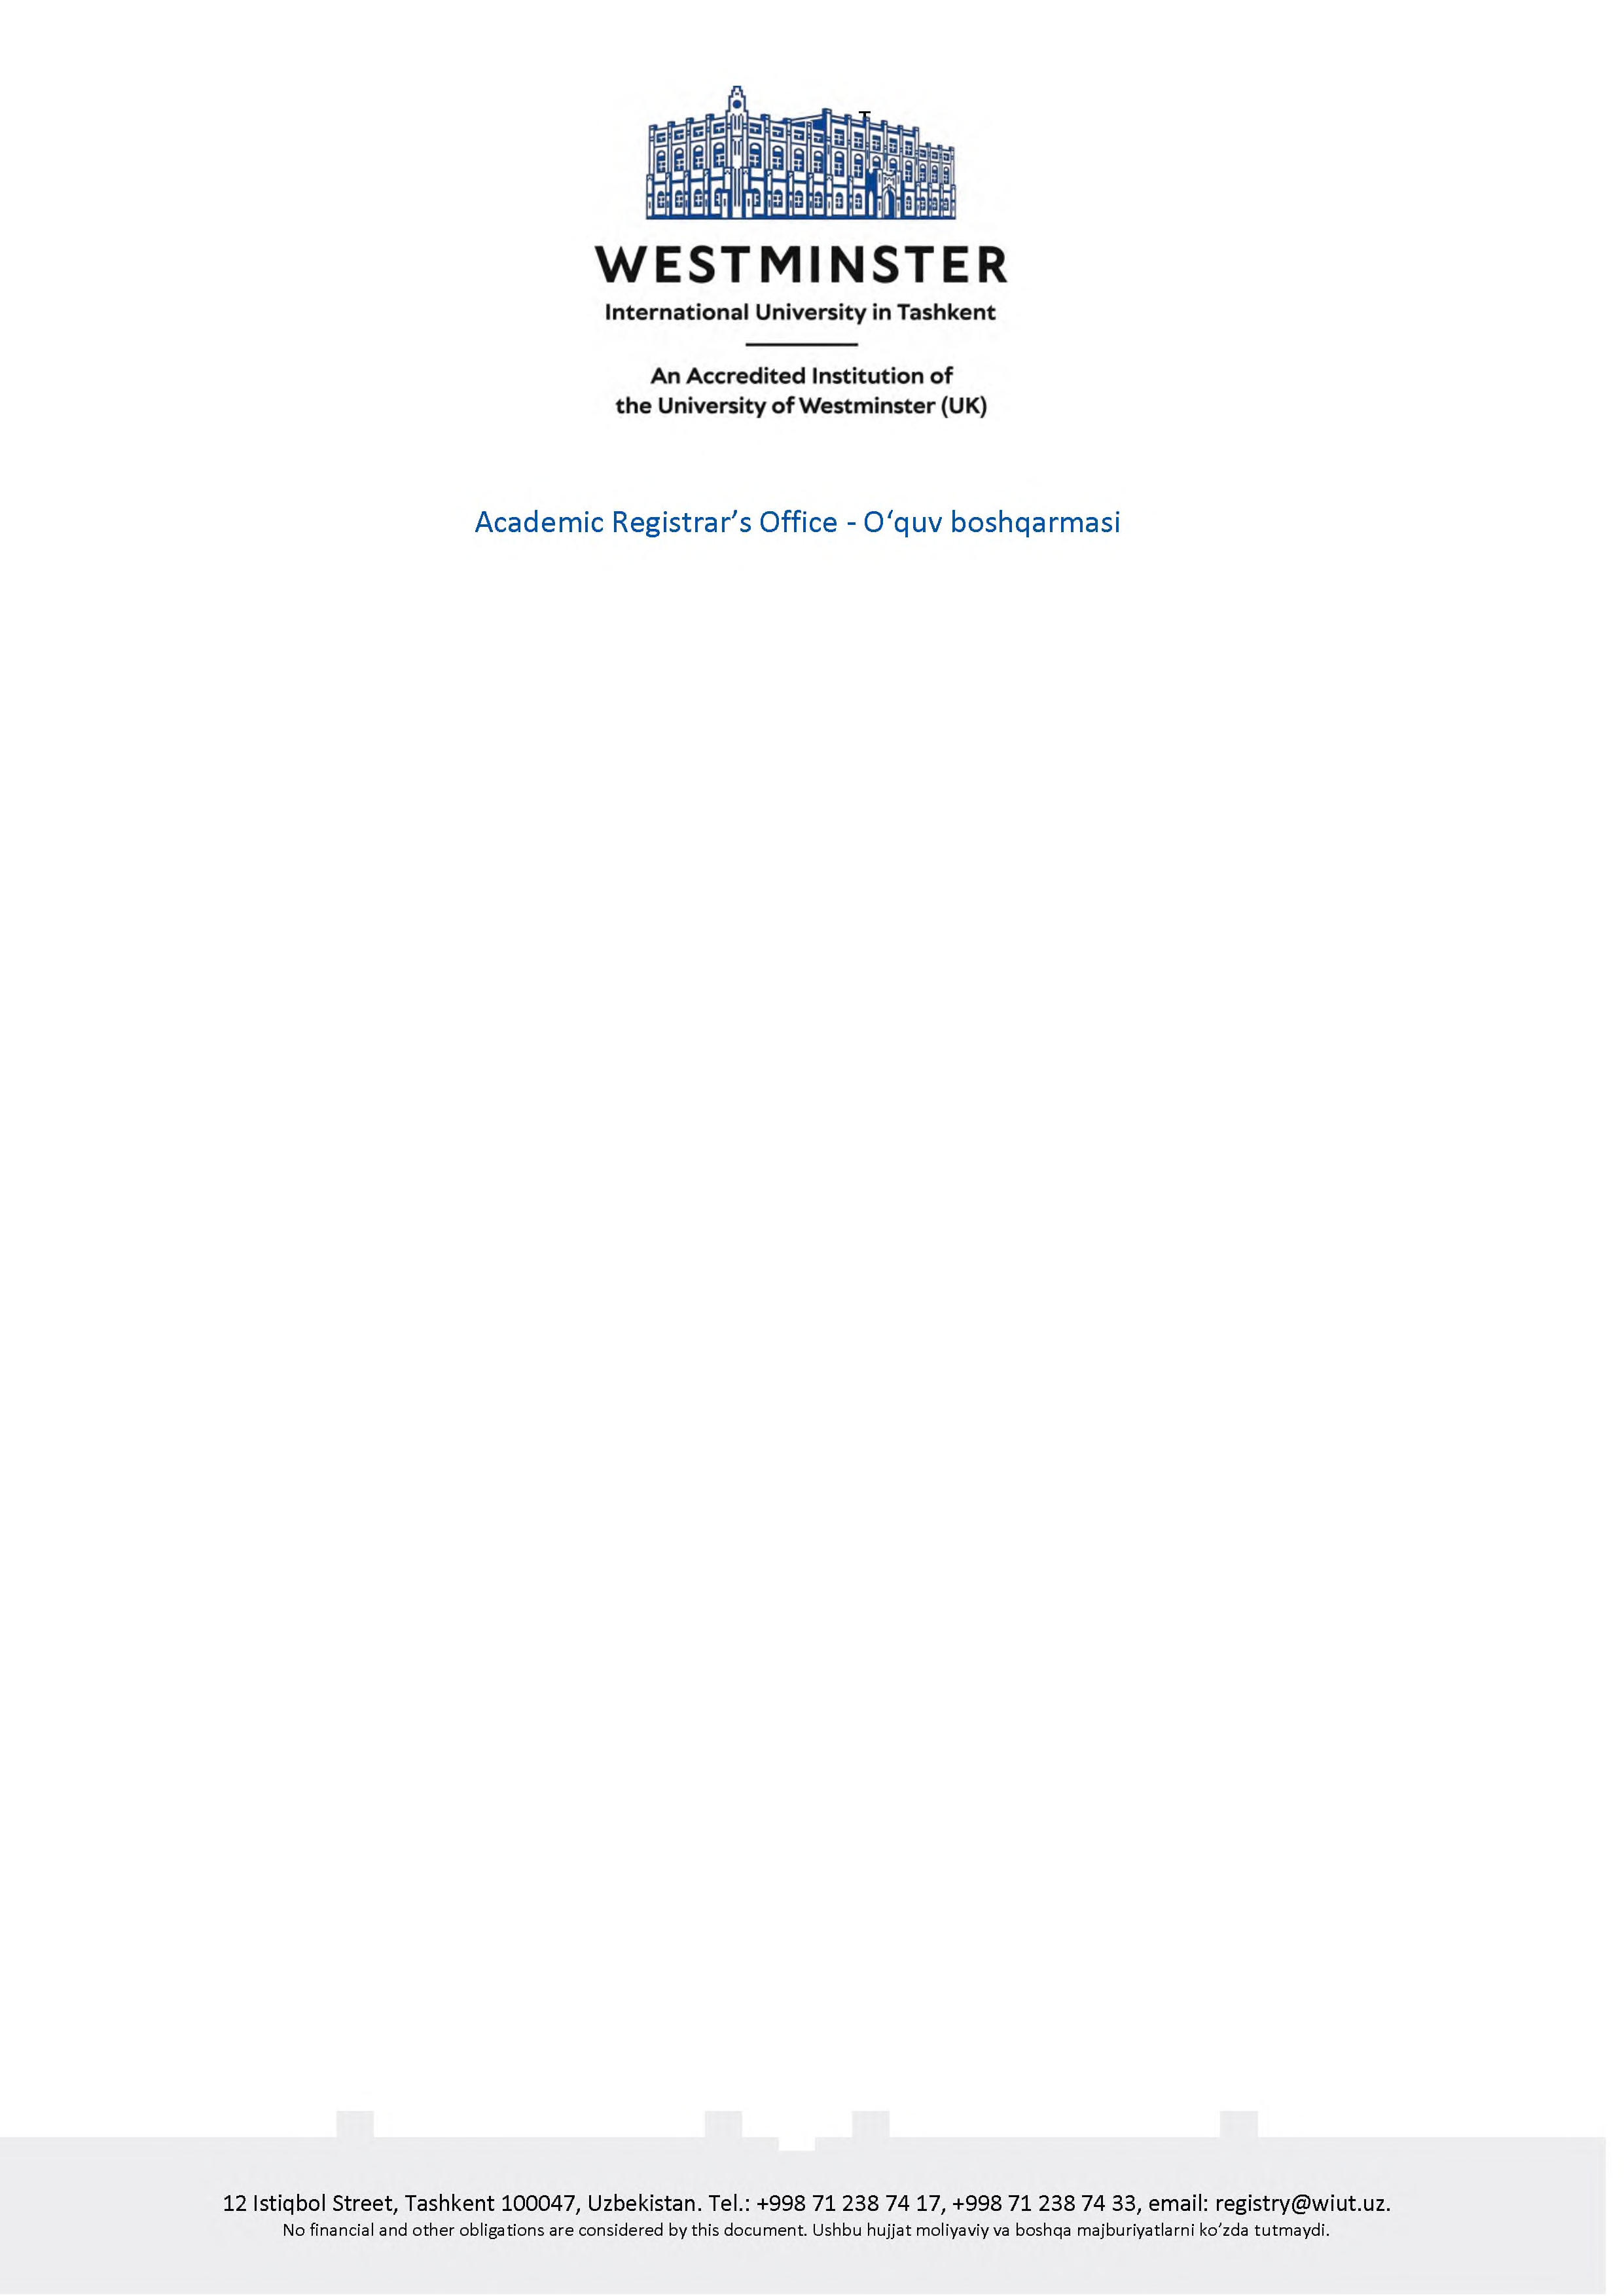 WESTMINSTER
International University in Tashkent
An Accredited Institution of
the University of Westminster (UK)
Academic Registrar’s Office - O‘quv boshqarmasi
12 Istiqbol Street, Tashkent 100047, Uzbekistan. Tel.: +998 71 238 74 17, +998 71 238 74 33, email: registry@wiut.uz.
No financial and other obligations are considered by this document. Ushbu hujjat moliyaviy va boshqa majburiyatlarni ko’zda tutmaydi.